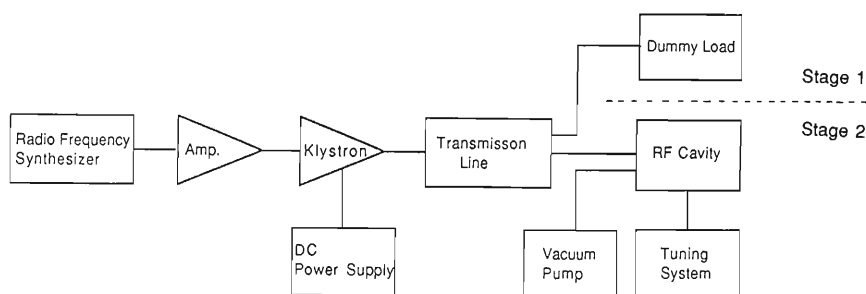 Dummy Load
Stage 1
Stage 2
Radio Frequency
Synthesizer
Amp.
Klystron
Transmisson
Line
RF Cavity
DC
Power Supply
Vacuum
Pump
Tuning
System